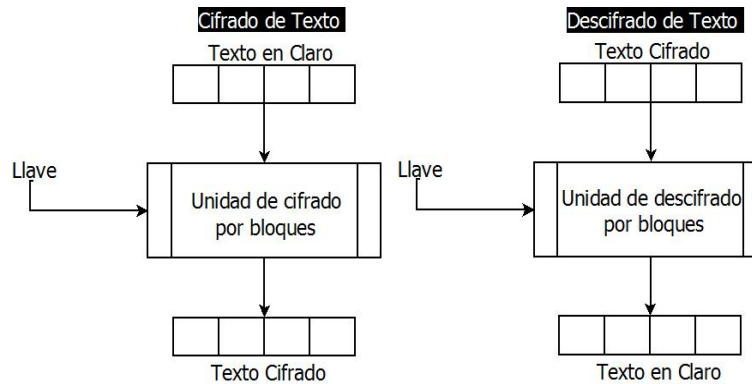 Cifrado de Texto
Texto en Claro
Llave
Unidad de cifrado
por bloques
Texto Cifrado
Descifrado de Texto
Texto Cifrado
Llave
Unidad de descifrado
por bloques
Texto en Claro